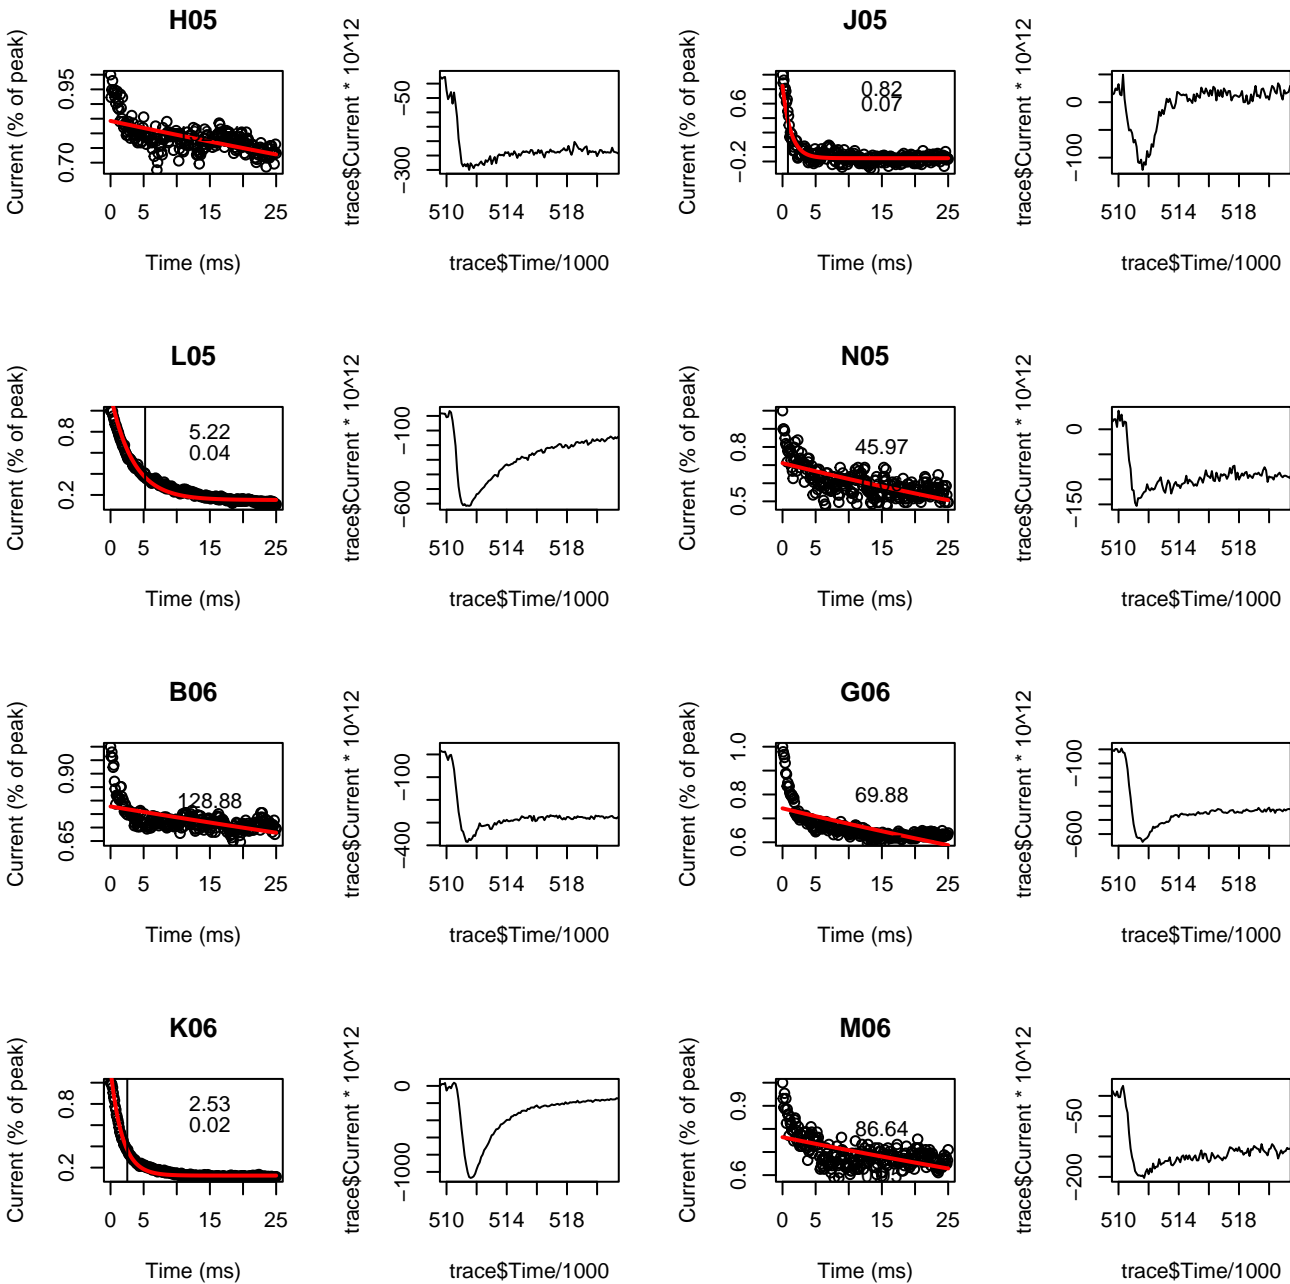 H05
Current (% of peak)
0.70
0.95
0
5
15
25
Time (ms)
trace$Current * 10^12
−300
−50
510
514
518
trace$Time/1000
J05
Current (% of peak)
−0.2
0.6
0.82
0.07
0
5
15
25
Time (ms)
trace$Current * 10^12
−100
0
510
514
518
trace$Time/1000
L05
Current (% of peak)
0.2
0.8
5.22
0.04
0
5
15
25
Time (ms)
trace$Current * 10^12
−600
−100
510
514
518
trace$Time/1000
N05
Current (% of peak)
0.5
0.8
45.97
0
5
15
25
Time (ms)
trace$Current * 10^12
−150
0
510
514
518
trace$Time/1000
B06
Current (% of peak)
0.65
0.90
128.88
0
5
15
25
Time (ms)
trace$Current * 10^12
−400
−100
510
514
518
trace$Time/1000
G06
Current (% of peak)
0.6
0.8
1.0
69.88
0
5
15
25
Time (ms)
trace$Current * 10^12
−600
−100
510
514
518
trace$Time/1000
K06
Current (% of peak)
0.2
0.8
2.53
0.02
0
5
15
25
Time (ms)
trace$Current * 10^12
−1000
0
510
514
518
trace$Time/1000
M06
Current (% of peak)
0.6
0.9
86.64
0
5
15
25
Time (ms)
trace$Current * 10^12
−200
−50
510
514
518
trace$Time/1000